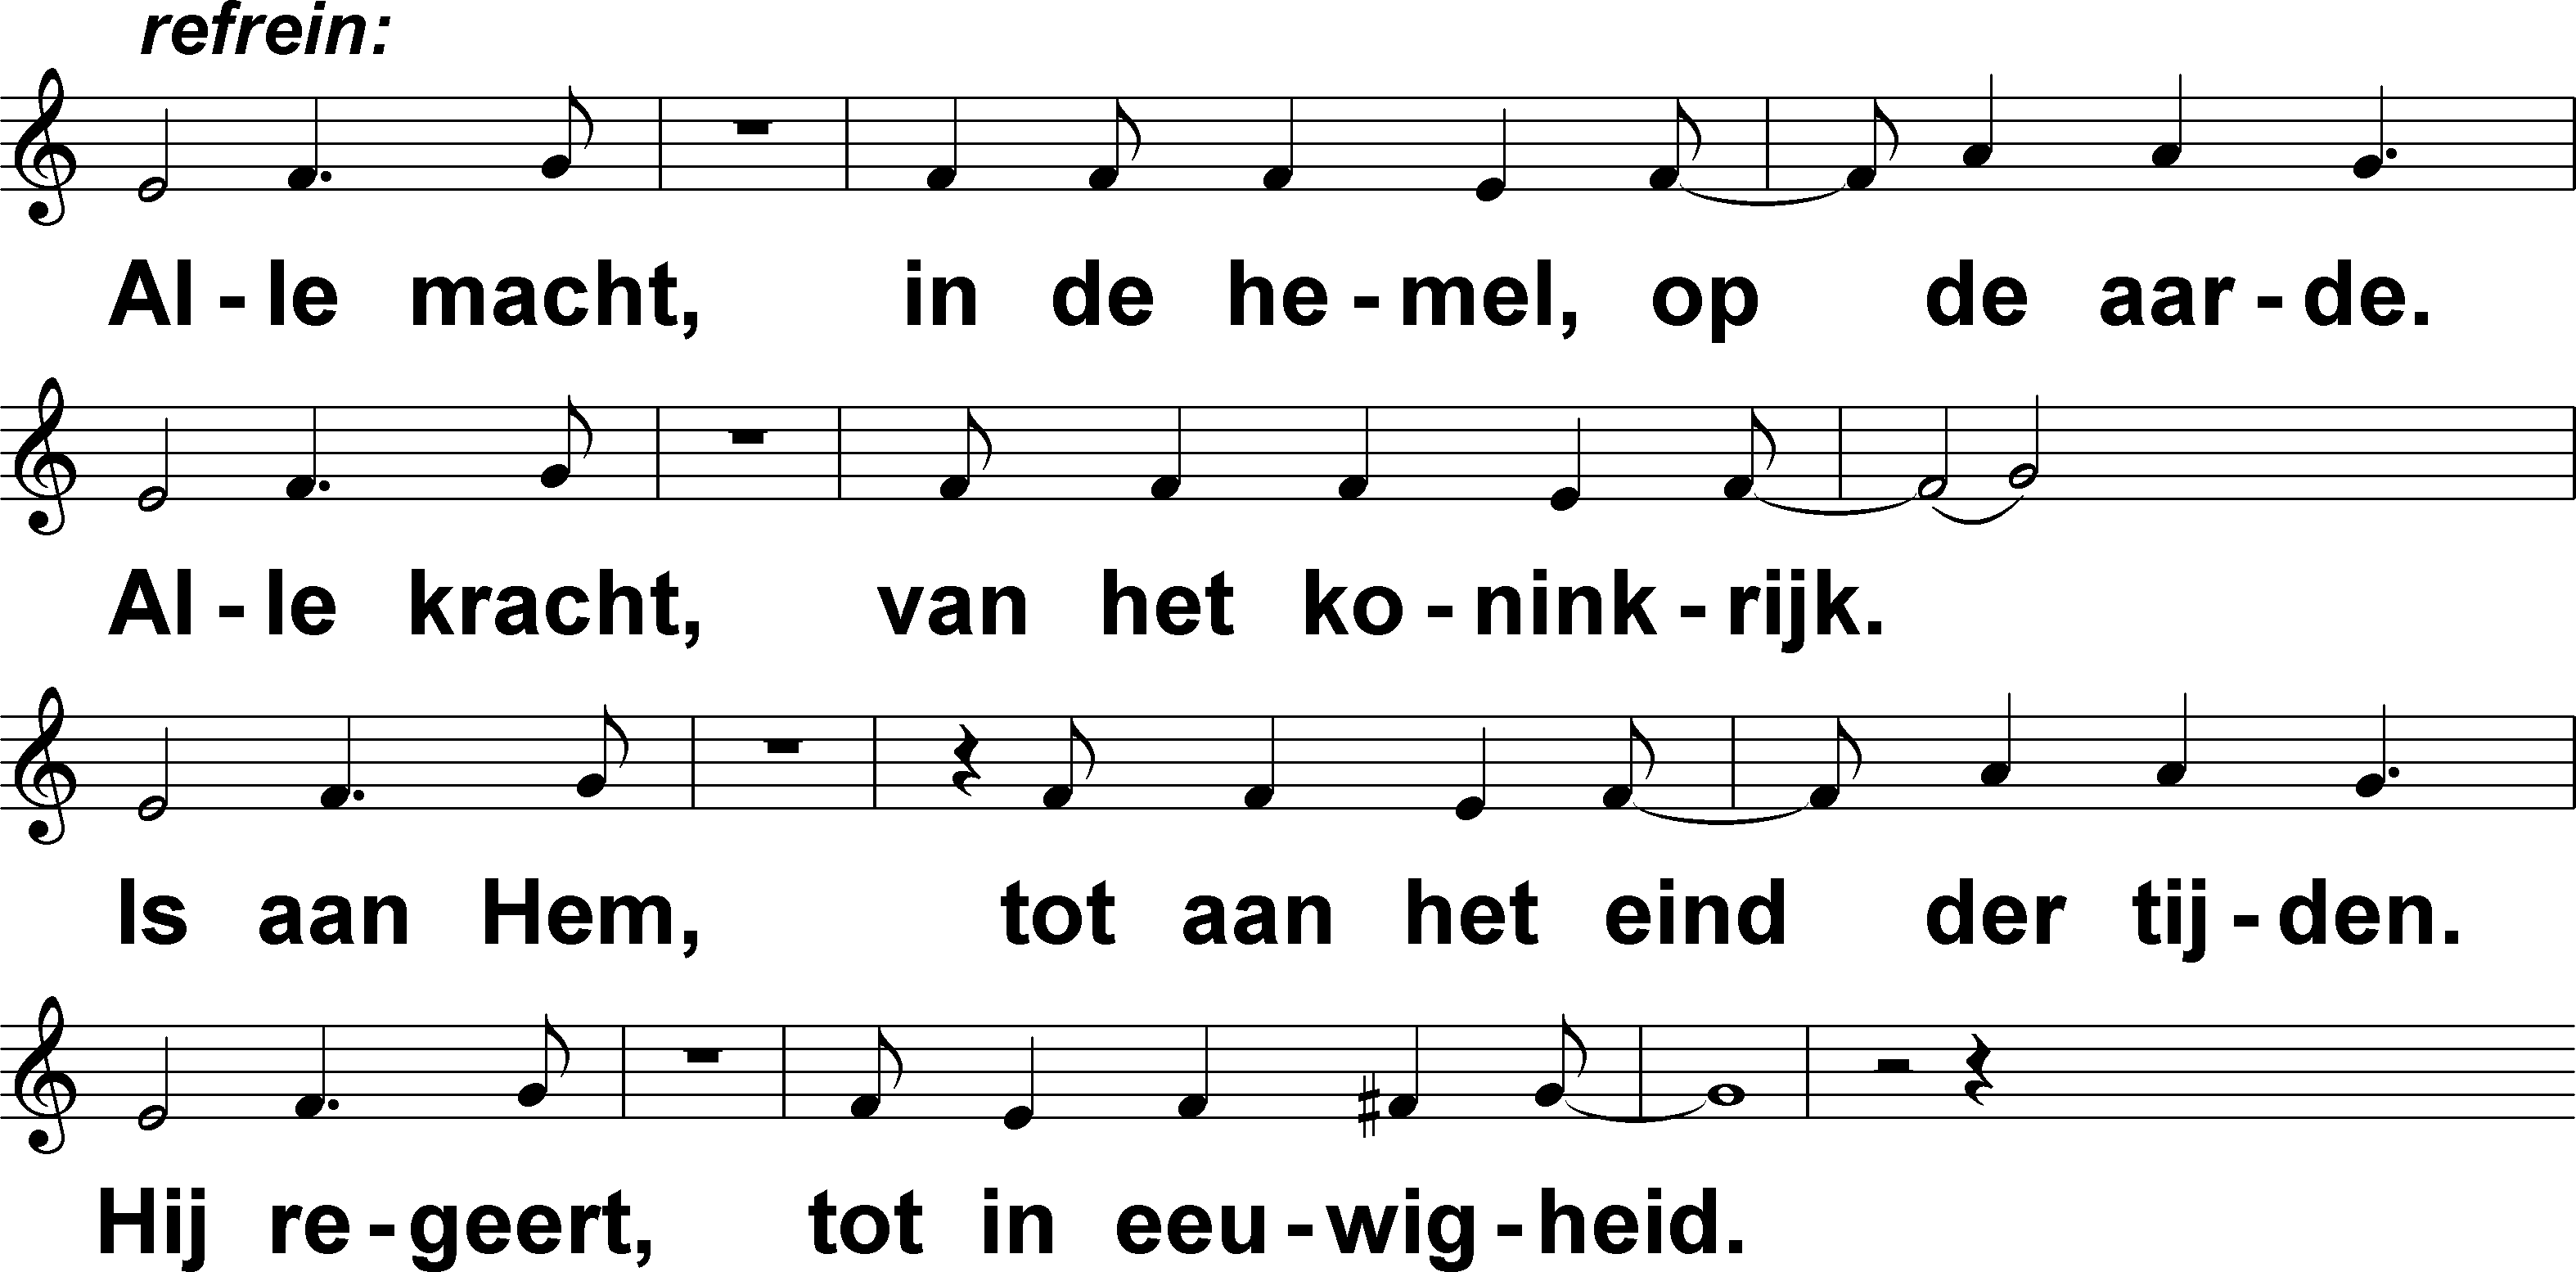 refrein:
Al - le macht, in de he - mel, op de aar - de.
Al - le kracht, van het ko - nink - rijk.
Is aan Hem, tot aan het eind der tij - den.
Hij re - geert, tot in eeu - wig - heid.